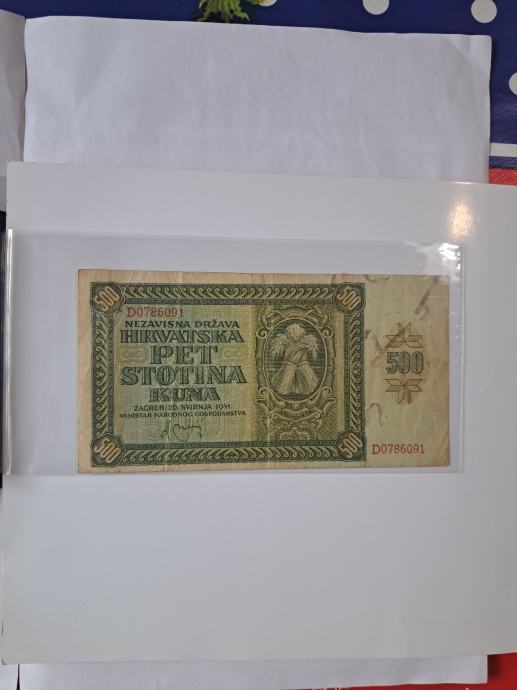 500
500
D0786091
NEZAVISNA DRŽAVA
HRVATSKA
PET
STOTINA
KUNA
ZAGREB 26. SVIBNJA 1941.
MINISTAR NARODNOG GOSPODARSTVA
500
500
500
D0786091